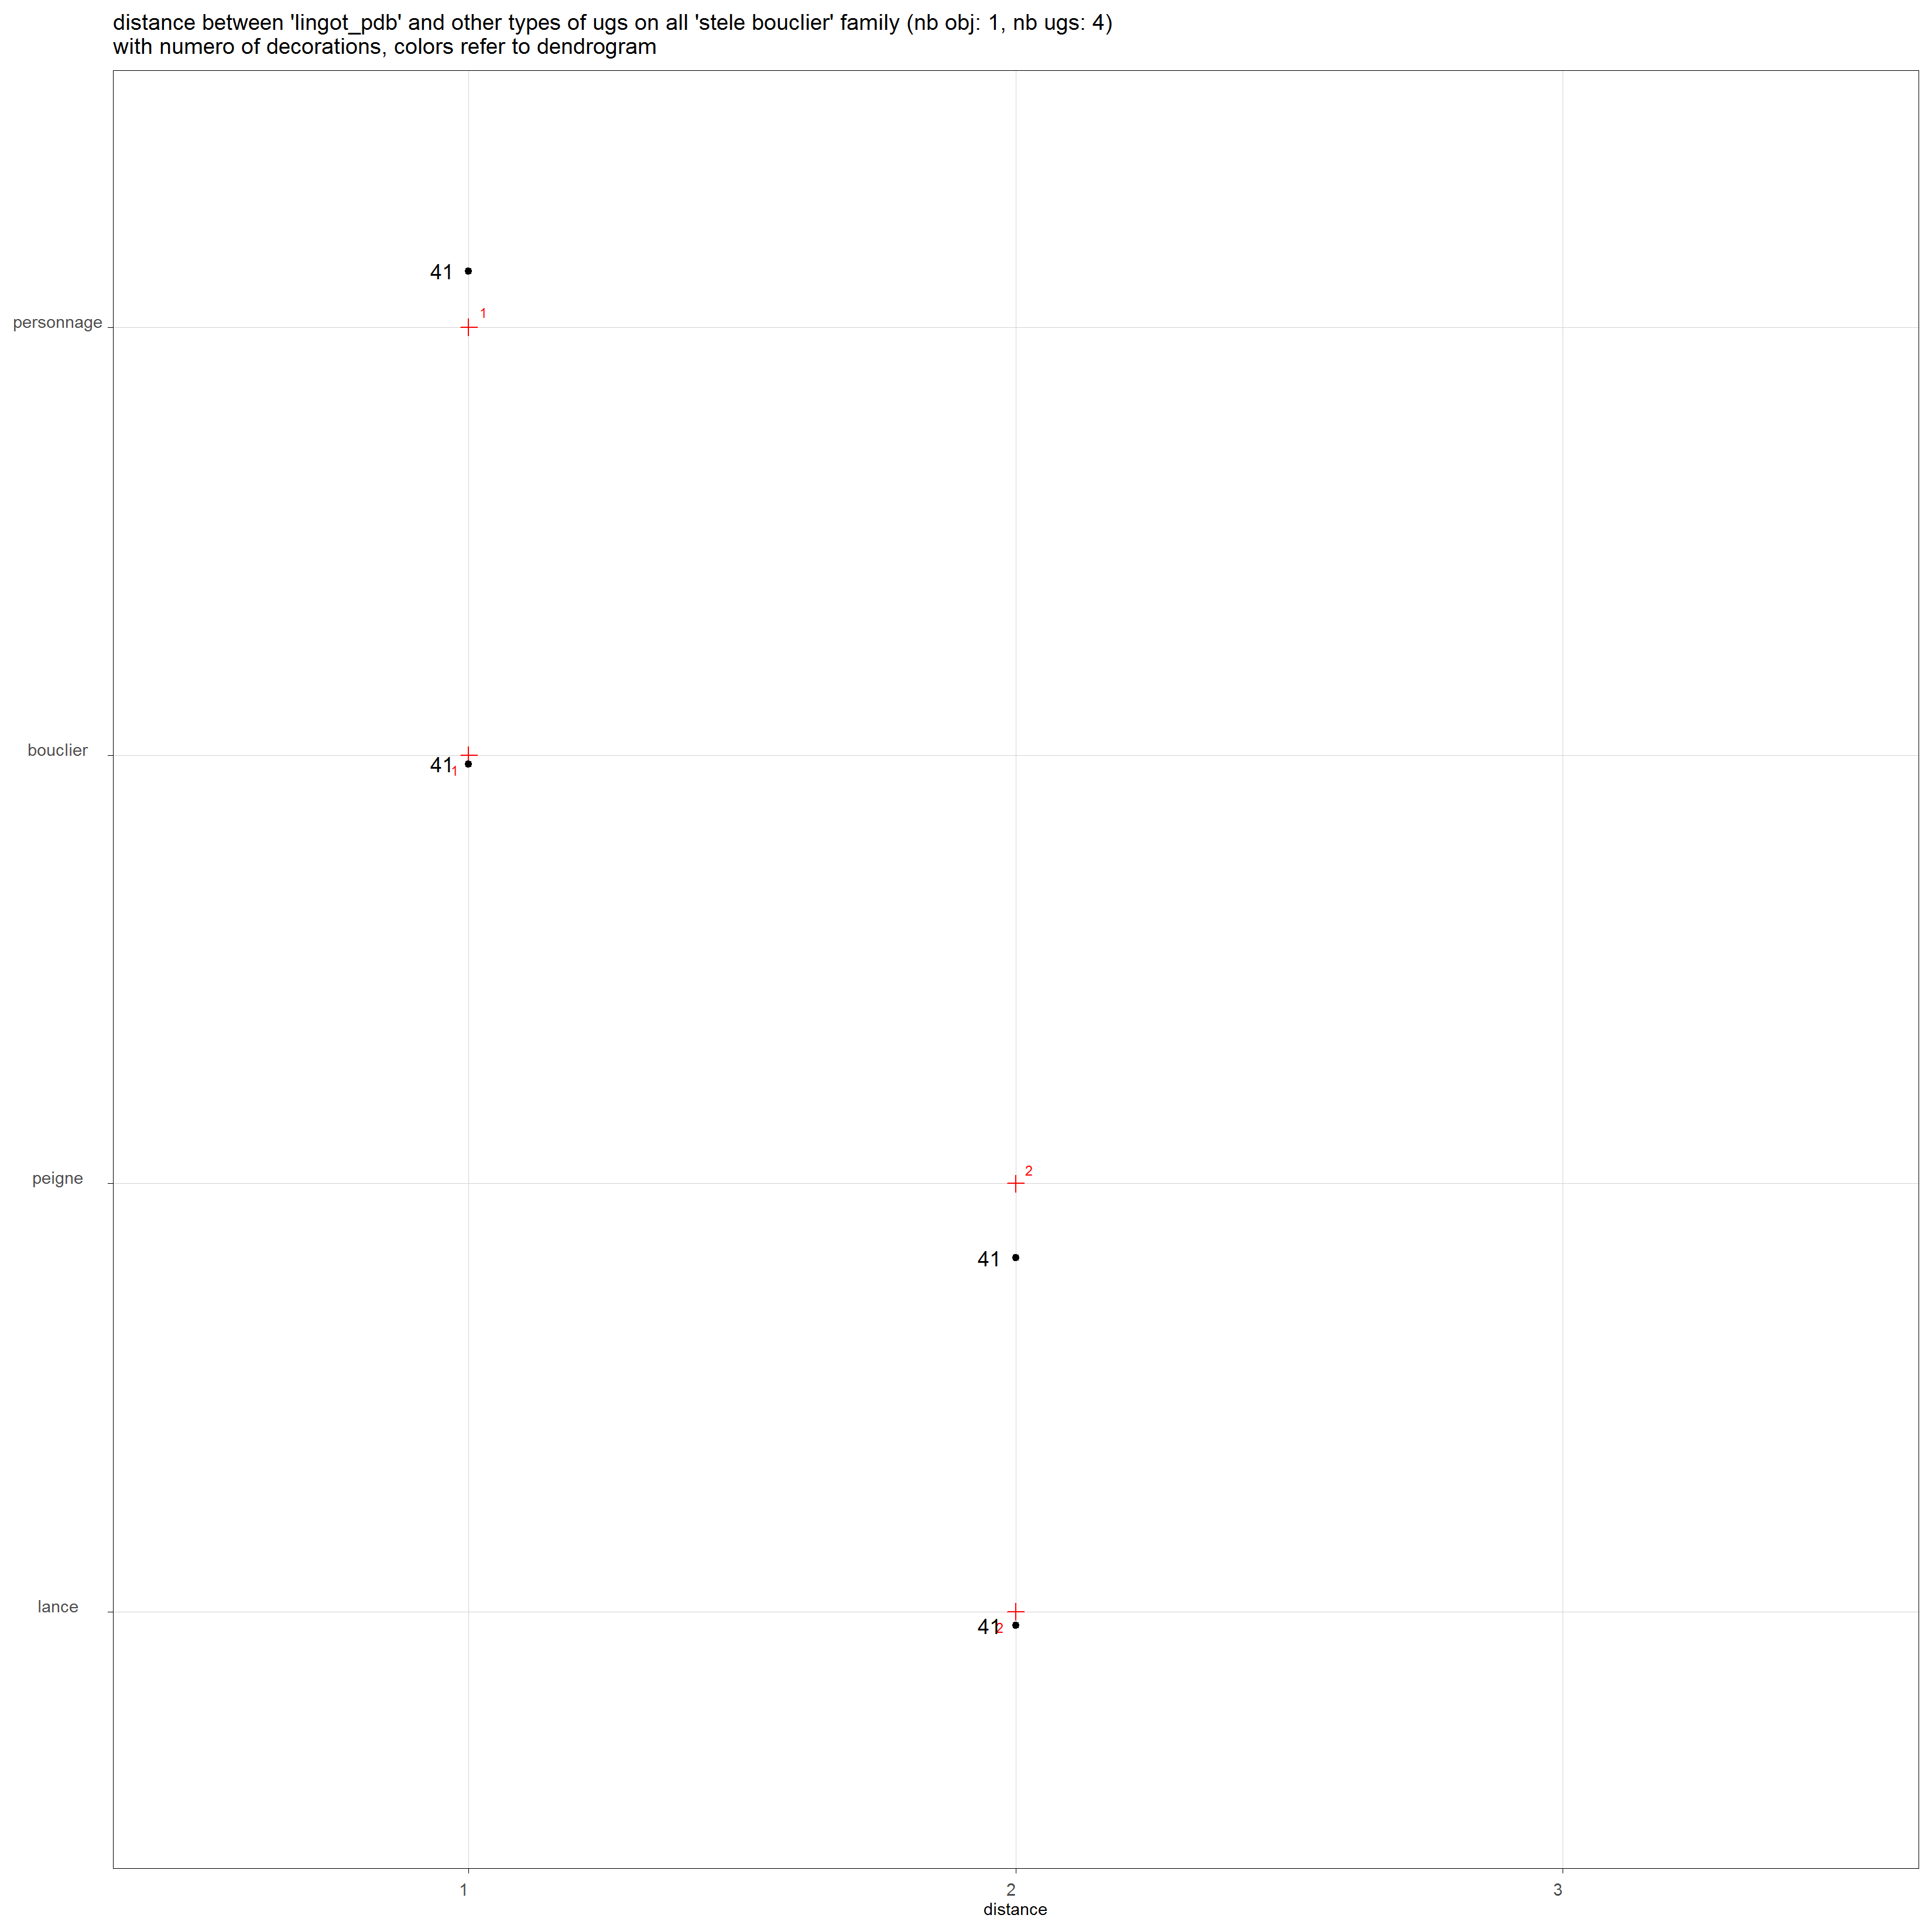 distance between 'lingot_pdb' and other types of ugs on all 'stele bouclier' family (nb obj: 1, nb ugs: 4)
with numero of decorations, colors refer to dendrogram
41
1
personnage
bouclier
41
1
2
peigne
41
lance
41
2
1
2
3
distance